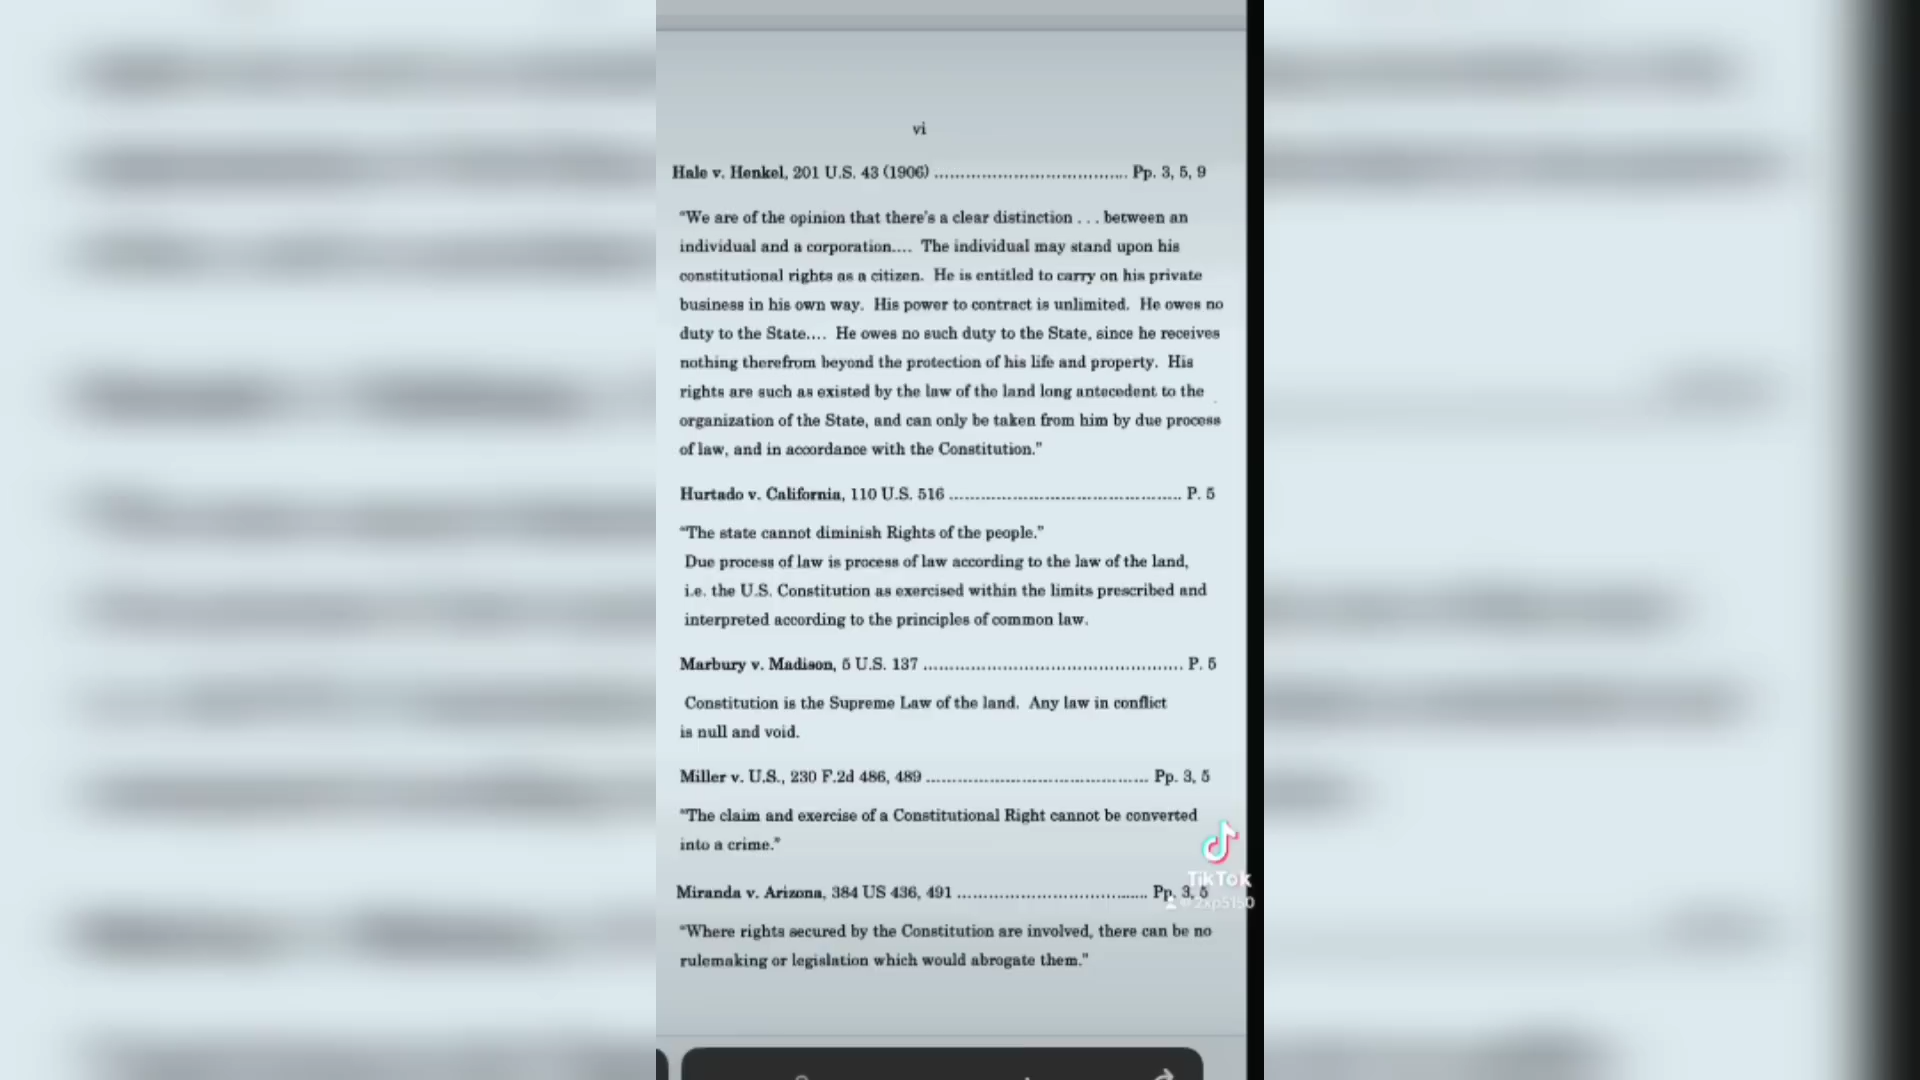 vi
Hale v. Henkel, 201 U.S. 43 (1906) ..................................... Pp. 3, 5, 9
“We are of the opinion that there’s a clear distinction . . . between an
individual and a corporation.... The individual may stand upon his
constitutional rights as a citizen. He is entitled to carry on his private
business in his own way. His power to contract is unlimited. He owes no
duty to the State.... He owes no such duty to the State, since he receives
nothing therefrom beyond the protection of his life and property. His
rights are such as existed by the law of the land long antecedent to the
organization of the State, and can only be taken from him by due process
of law, and in accordance with the Constitution.”
Hurtado v. California, 110 U.S. 516 ............................................. P. 5
“The state cannot diminish Rights of the people.”
Due process of law is process of law according to the law of the land,
i.e. the U.S. Constitution as exercised within the limits prescribed and
interpreted according to the principles of common law.
Marbury v. Madison, 5 U.S. 137 .................................................. P. 5
Constitution is the Supreme Law of the land. Any law in conflict
is null and void.
Miller v. U.S., 230 F.2d 486, 489 ........................................... Pp. 3, 5
“The claim and exercise of a Constitutional Right cannot be converted
into a crime.”
Miranda v. Arizona, 384 US 436, 491 ..................................... Pp. 3, 5
“Where rights secured by the Constitution are involved, there can be no
rulemaking or legislation which would abrogate them.”
TikTok